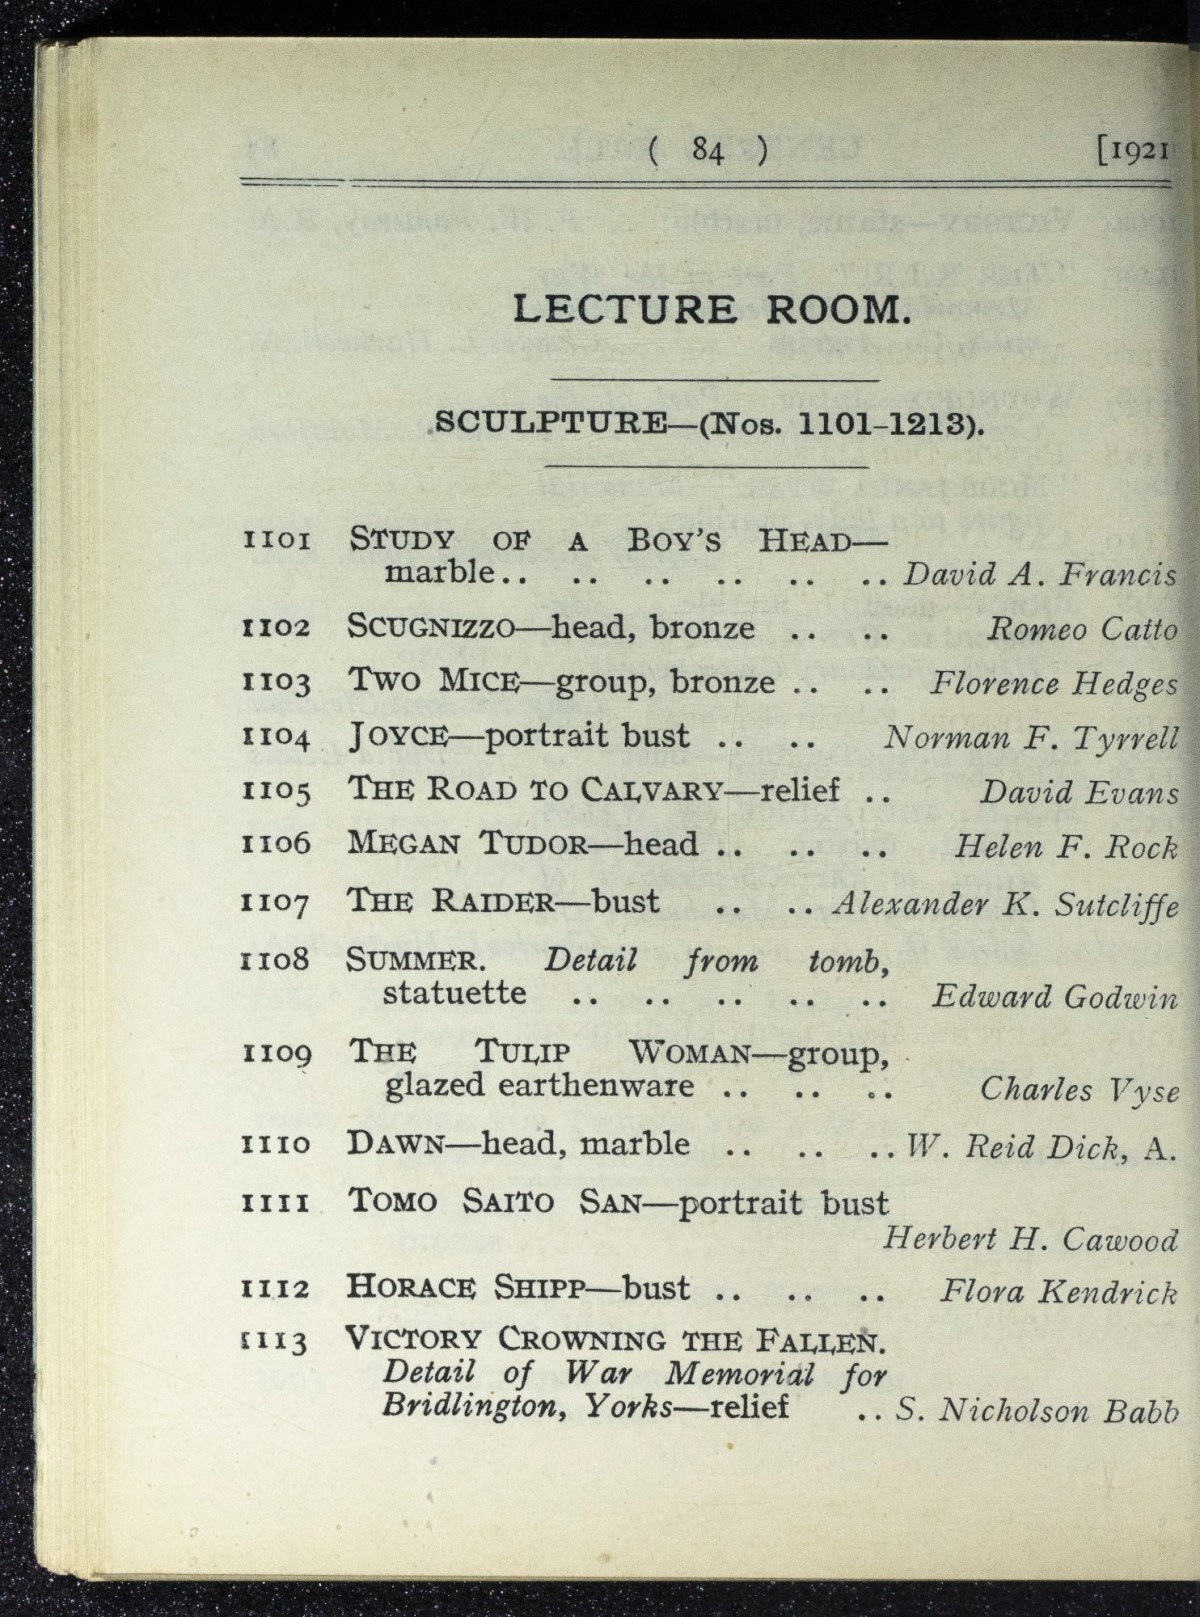 ( 84 ) [1921
LECTURE ROOM.
SCULPTURE—(Nos. 1101-1213).
1101 STUDY OF A BOY'S HEAD—
marble.. .. .. .. .. .. David A. Francis
1102 SCUGNIZZO—head, bronze .. .. Romeo Catto
1103 TWO MICE—group, bronze .. .. Florence Hedges
1104 JOYCE—portrait bust .. .. Norman F. Tyrrell
1105 THE ROAD TO CALVARY—relief .. David Evans
1106 MEGAN TUDOR—head .. .. .. Helen F. Rock
1107 THE RAIDER—bust .. .. Alexander K. Sutcliffe
1108 SUMMER. Detail from tomb,
statuette .. .. .. .. .. Edward Godwin
1109 THE TULIP WOMAN—group,
glazed earthenware .. .. .. Charles Vyse
1110 DAWN—head, marble .. .. .. W. Reid Dick, A.
1111 TOMO SAITO SAN—portrait bust
Herbert H. Cawood
1112 HORACE SHIPP—bust .. .. .. Flora Kendrick
1113 VICTORY CROWNING THE FALLEN.
Detail of War Memorial for
Bridlington, Yorks—relief .. S. Nicholson Babb